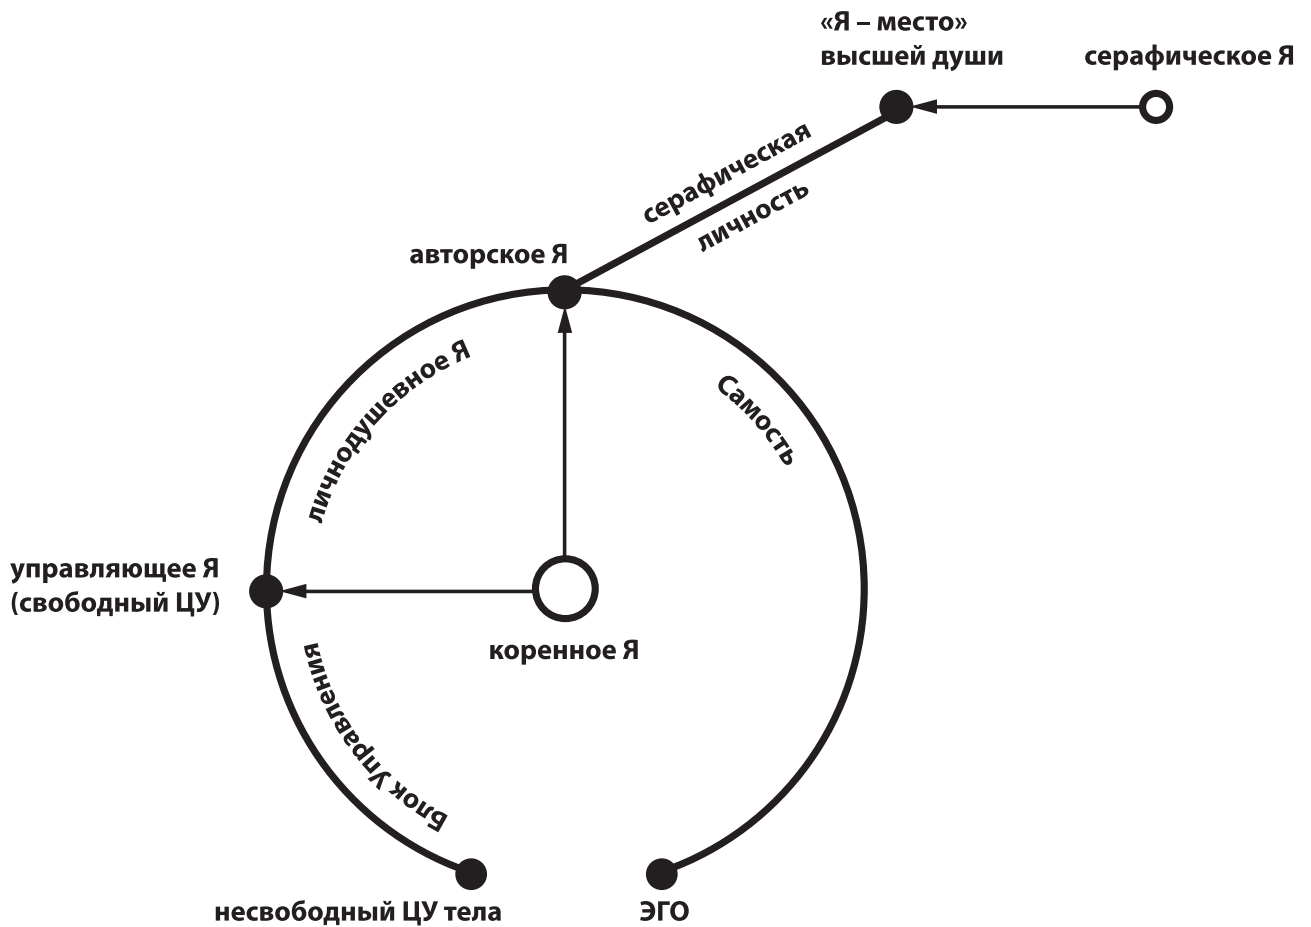 «Я – место»
высшей души
серафическое Я
серафическая
личность
авторское Я
личнодушевное Я
Самость
управляющее Я
(свободный ЦУ)
коренное Я
Блок Управления
несвободный ЦУ тела
ЭГО